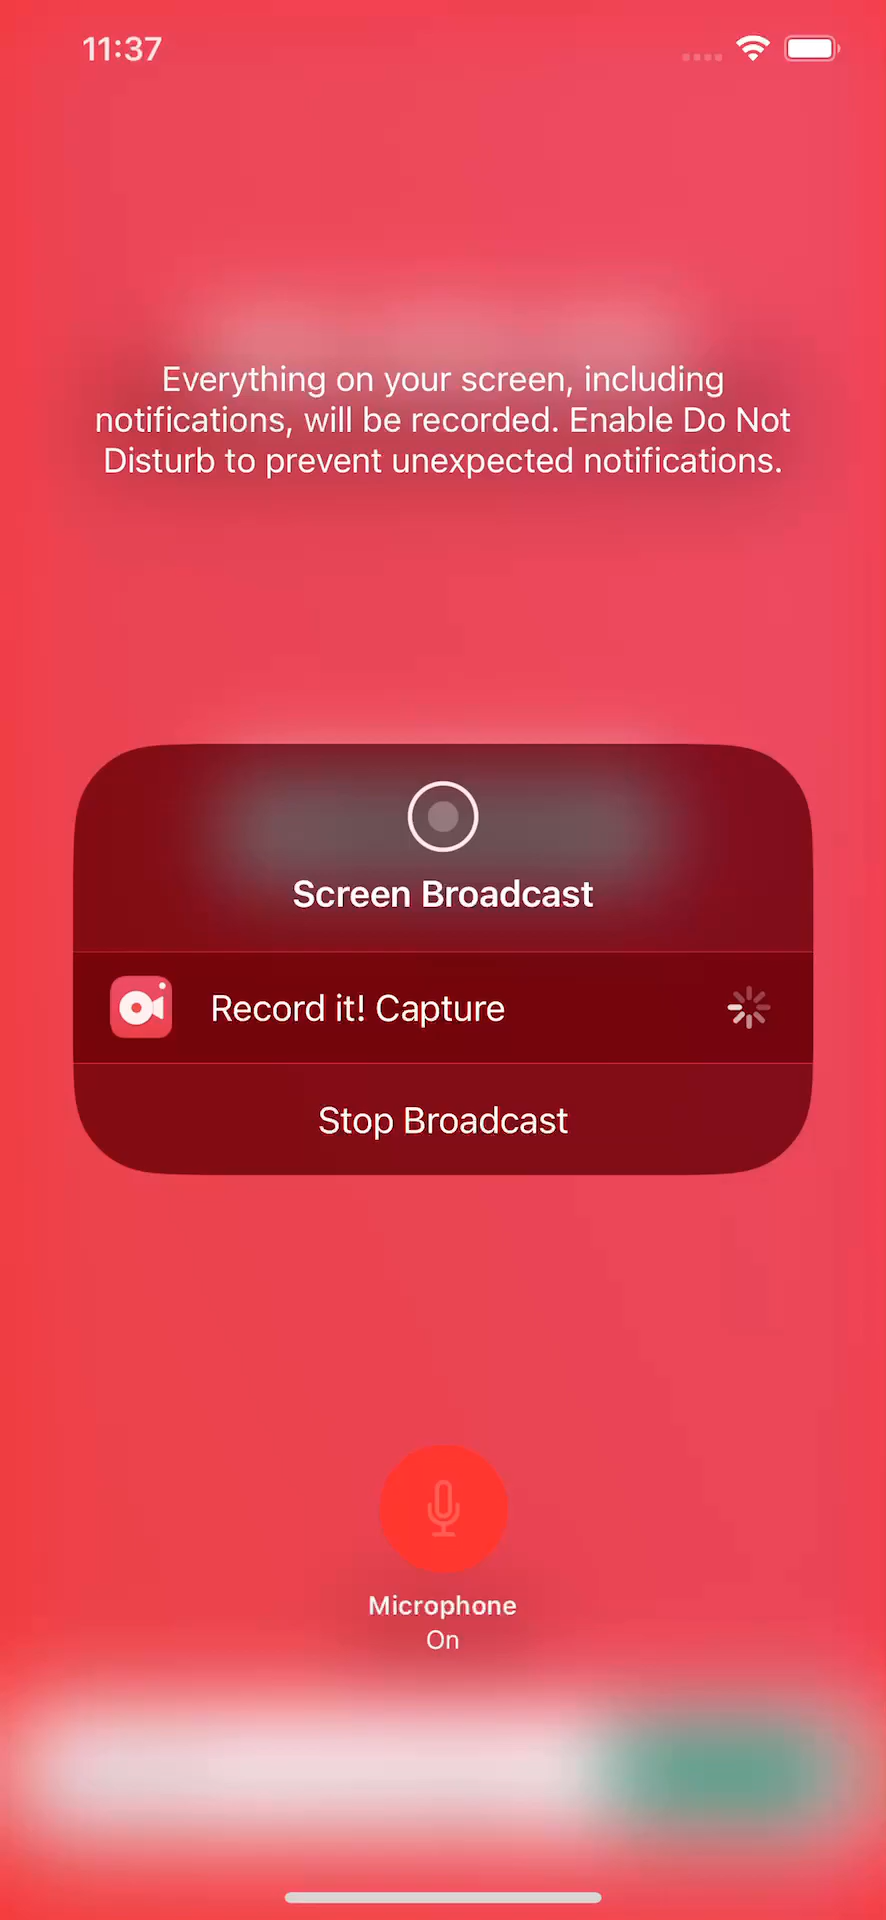 11:37
Everything on your screen, including
notifications, will be recorded. Enable Do Not
Disturb to prevent unexpected notifications.
Screen Broadcast
Record it! Capture
Stop Broadcast
Microphone
On